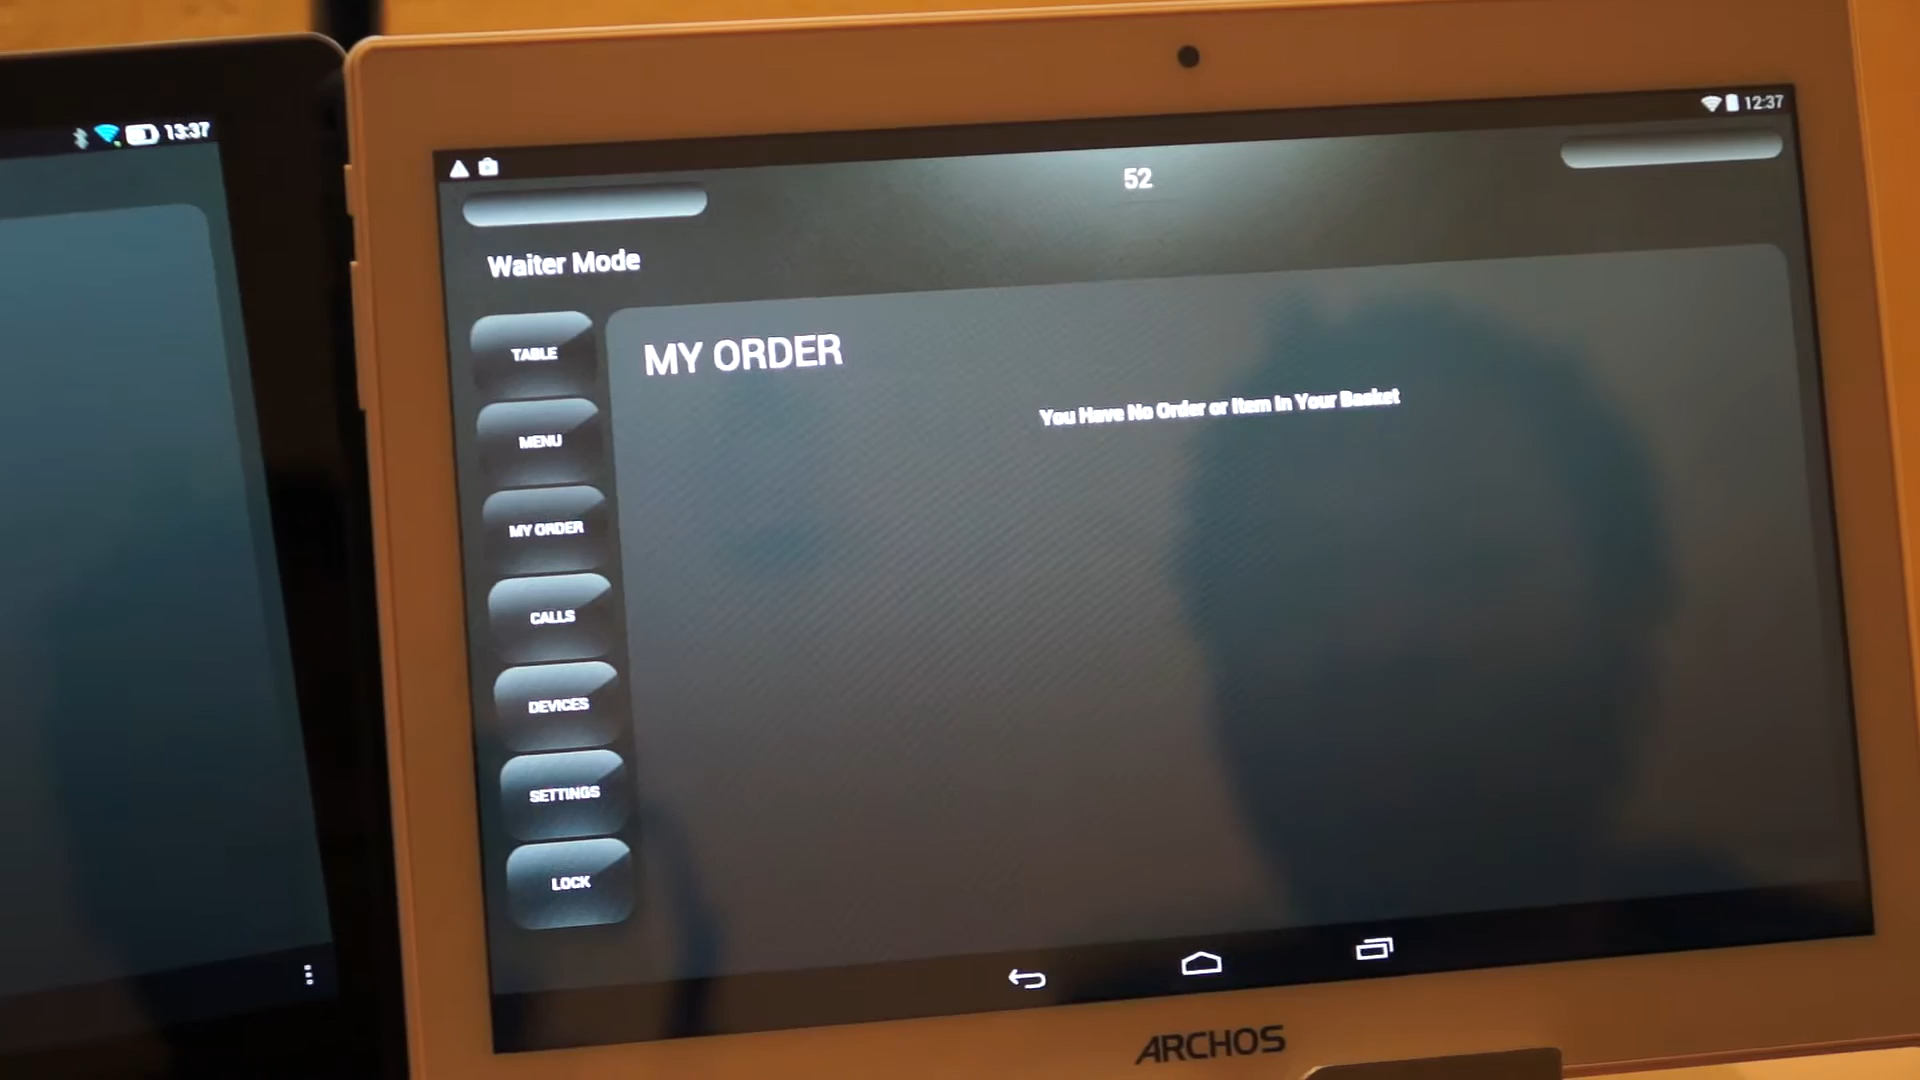 13:37
12:37
52
Waiter Mode
TABLE
MENU
MY ORDER
CALLS
DEVICES
SETTINGS
LOCK
MY ORDER
You Have No Order or Item In Your Basket
ARCHOS